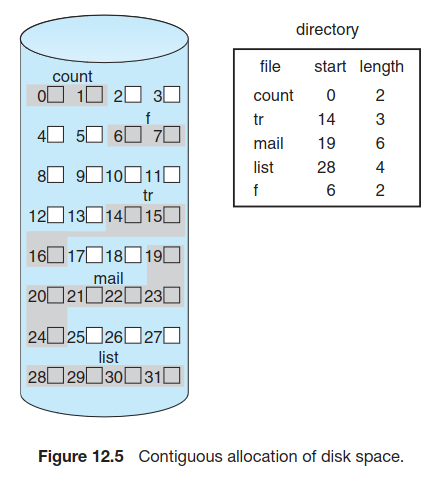 directory
file start length
count 0 2
tr 14 3
mail 19 6
list 28 4
f 6 2
count
0 1 2 3
f
4 5 6 7
8 9 10 11
tr
12 13 14 15
16 17 18 19
mail
20 21 22 23
24 25 26 27
list
28 29 30 31
Figure 12.5 Contiguous allocation of disk space.